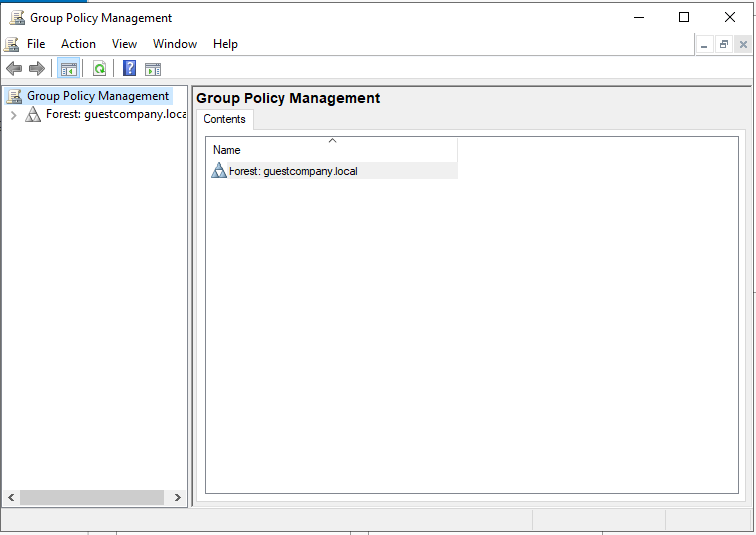 Group Policy Management
File Action View Window Help
Group Policy Management
Forest: guestcompany.loca
Group Policy Management
Contents
Name
Forest: guestcompany.local